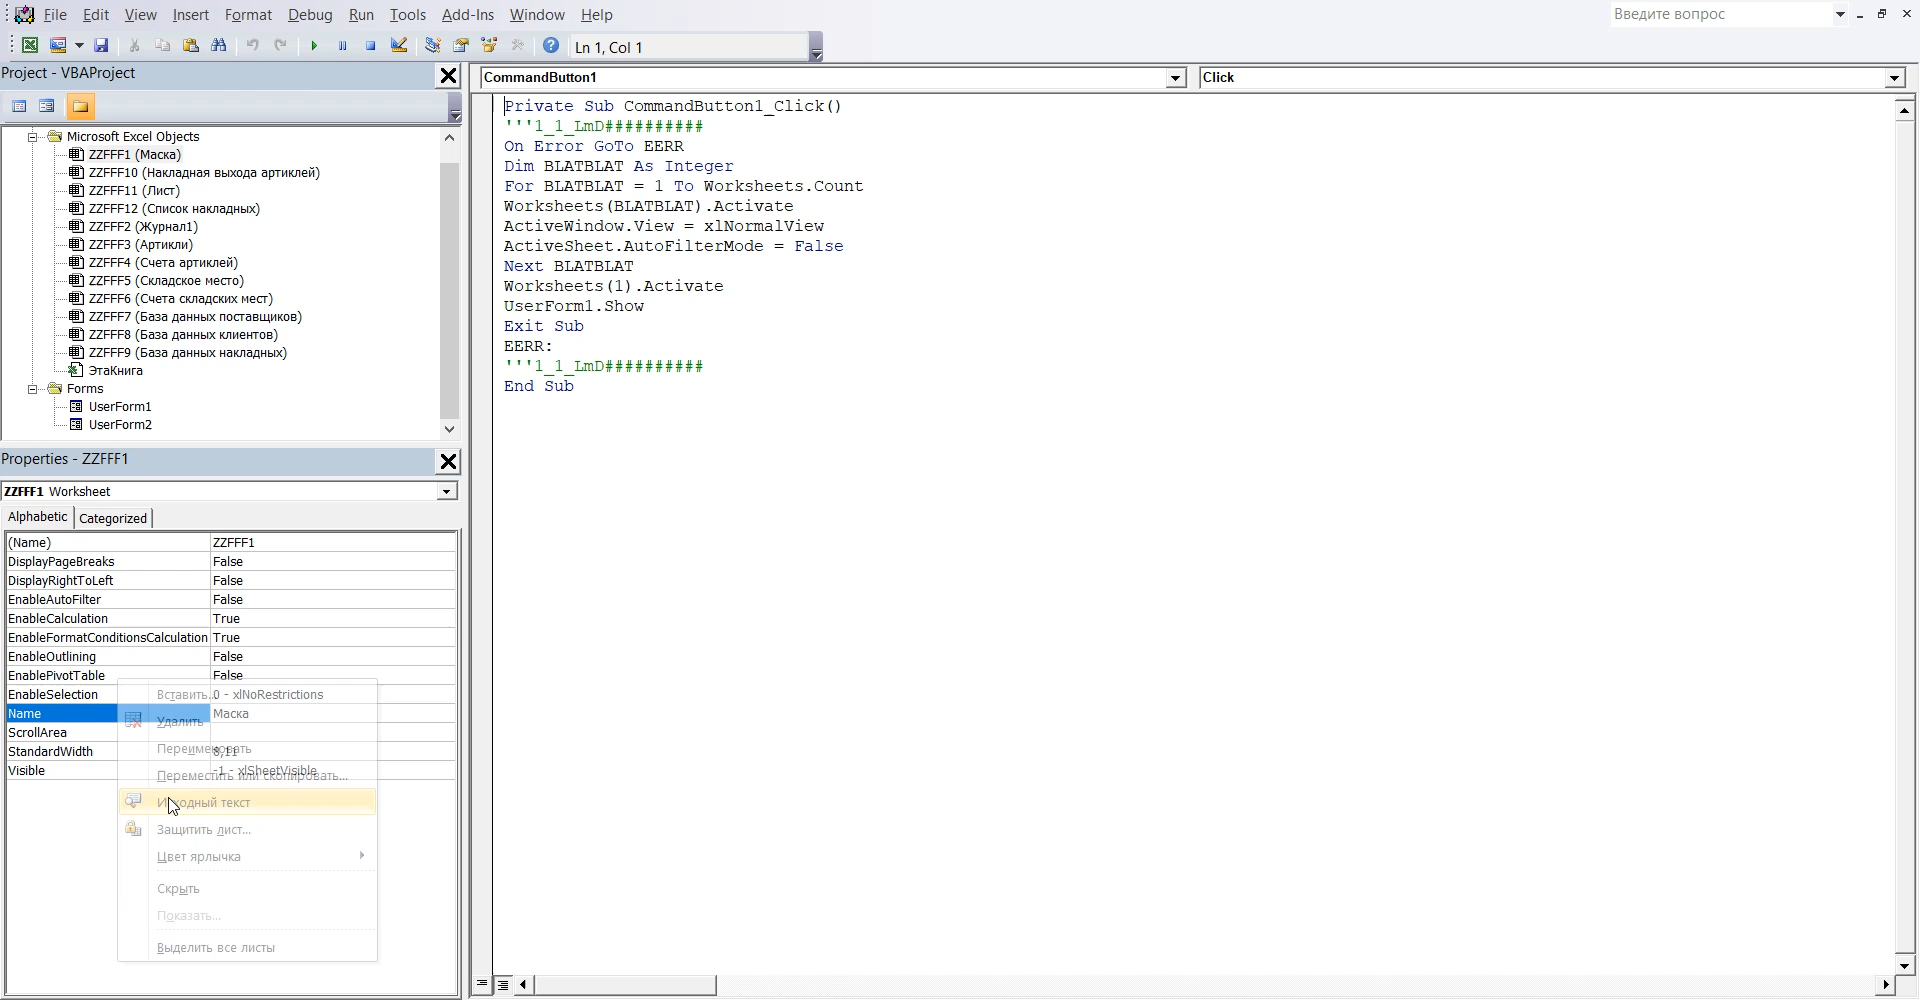 File Edit View Insert Format Debug Run Tools Add-Ins Window Help
Введите вопрос
Ln 1, Col 1
Project - VBAProject
CommandButton1
Click
Microsoft Excel Objects
ZZFFF1 (Маска)
ZZFFF10 (Накладная выхода артиклей)
ZZFFF11 (Лист)
ZZFFF12 (Список накладных)
ZZFFF2 (Журнал1)
ZZFFF3 (Артикли)
ZZFFF4 (Счета артиклей)
ZZFFF5 (Складское место)
ZZFFF6 (Счета складских мест)
ZZFFF7 (База данных поставщиков)
ZZFFF8 (База данных клиентов)
ZZFFF9 (База данных накладных)
ЭтаКнига
Forms
UserForm1
UserForm2
Private Sub CommandButton1_Click()
'''1_1_LmD##########
On Error GoTo EERR
Dim BLATBLAT As Integer
For BLATBLAT = 1 To Worksheets.Count
Worksheets(BLATBLAT).Activate
ActiveWindow.View = xlNormalView
ActiveSheet.AutoFilterMode = False
Next BLATBLAT
Worksheets(1).Activate
UserForm1.Show
Exit Sub
EERR:
'''1_1_LmD##########
End Sub
Properties - ZZFFF1
ZZFFF1 Worksheet
Alphabetic Categorized
(Name) ZZFFF1
DisplayPageBreaks False
DisplayRightToLeft False
EnableAutoFilter False
EnableCalculation True
EnableFormatConditionsCalculation True
EnableOutlining False
EnablePivotTable False
EnableSelection 0 - xlNoRestrictions
Name Маска
ScrollArea
StandardWidth 8,11
Visible -1 - xlSheetVisible
Вставить...
Удалить
Переименовать
Переместить или скопировать...
Исходный текст
Защитить лист...
Цвет ярлычка
Скрыть
Показать...
Выделить все листы